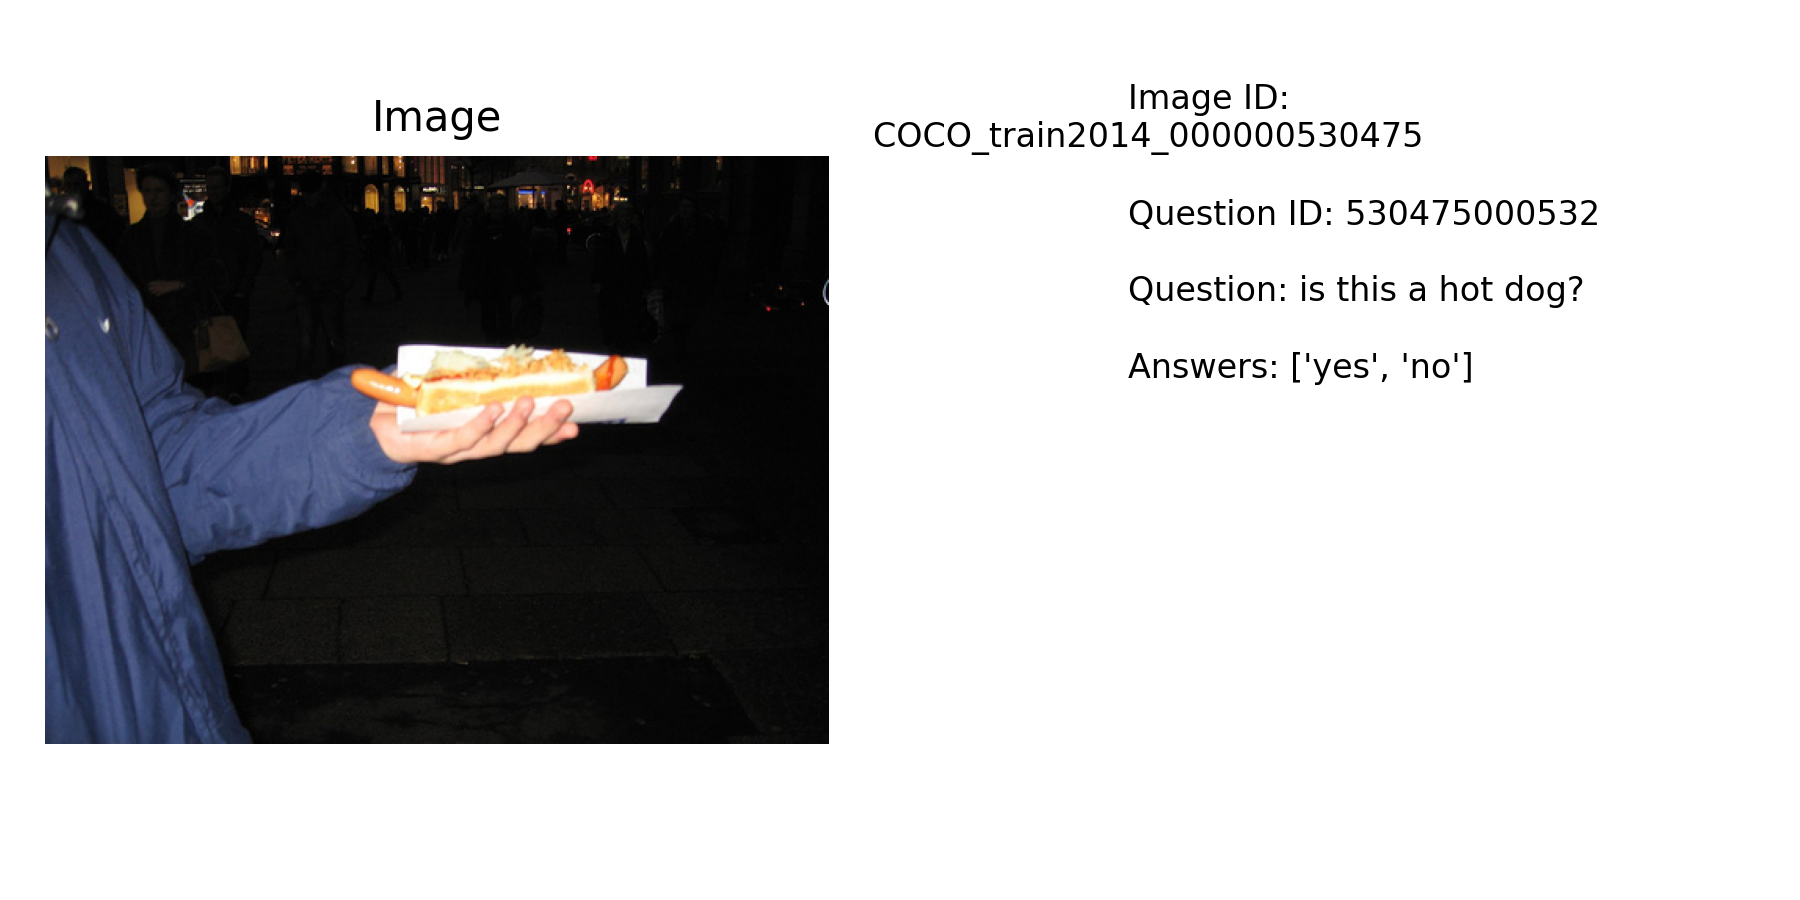 Image
Image ID:
COCO_train2014_000000530475
Question ID: 530475000532
Question: is this a hot dog?
Answers: ['yes', 'no']